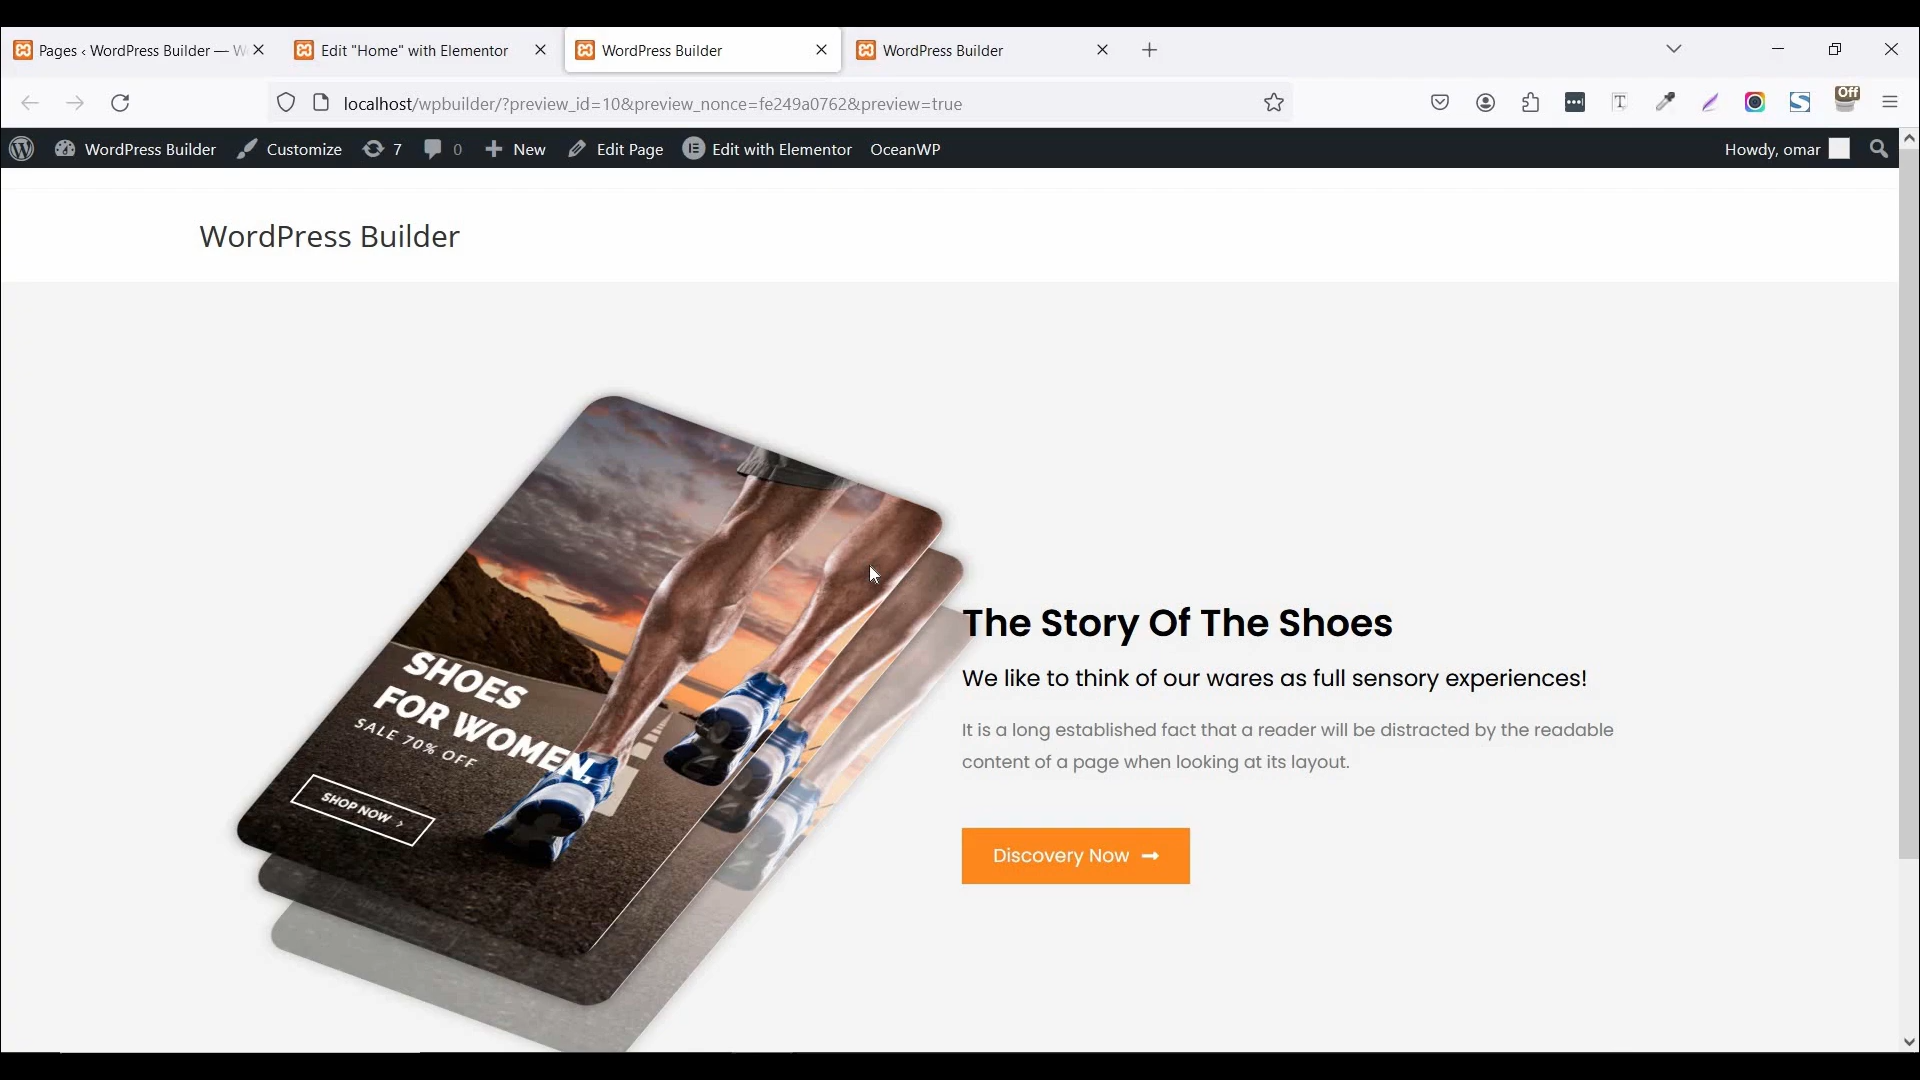 Pages ‹ WordPress Builder — W
Edit "Home" with Elementor
WordPress Builder
WordPress Builder
localhost/wpbuilder/?preview_id=10&preview_nonce=fe249a0762&preview=true
Off
WordPress Builder
Customize
7
0
New
Edit Page
Edit with Elementor
OceanWP
Howdy, omar
WordPress Builder
SHOES
FOR WOMEN.
SALE 70% OFF
SHOP NOW ›
The Story Of The Shoes
We like to think of our wares as full sensory experiences!
It is a long established fact that a reader will be distracted by the readable
content of a page when looking at its layout.
Discovery Now